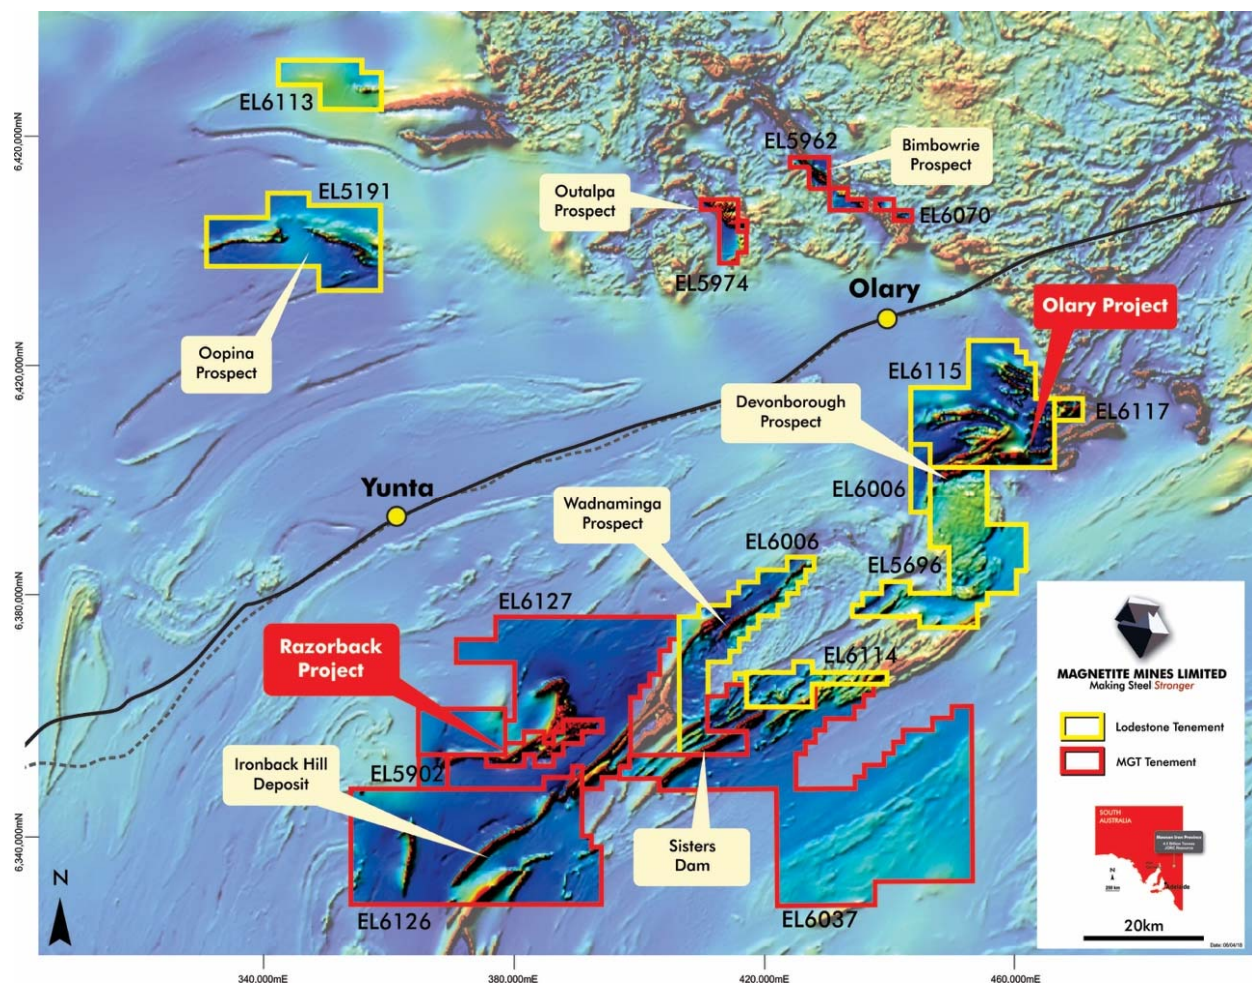 EL6113
6,420,000mN
EL5962
Bimbowrie
Prospect
EL5191
Outalpa
Prospect
EL6070
EL5974
Oopina
Prospect
Olary
Olary Project
6,420,000mN
EL6115
Devonborough
Prospect
EL6117
EL6006
Yunta
Wadnaminga
Prospect
EL6006
EL5696
6,380,000mN
EL6127
Razorback
Project
EL6114
EL5902
Ironback Hill
Deposit
6,340,000mN
Sisters
Dam
EL6126
EL6037
N
MAGNETITE MINES LIMITED
Making Steel Stronger
Lodestone Tenement
MGT Tenement
SOUTH
AUSTRALIA
N
Adelaide
20km
340.000mE
380.000mE
420.000mE
460.000mE